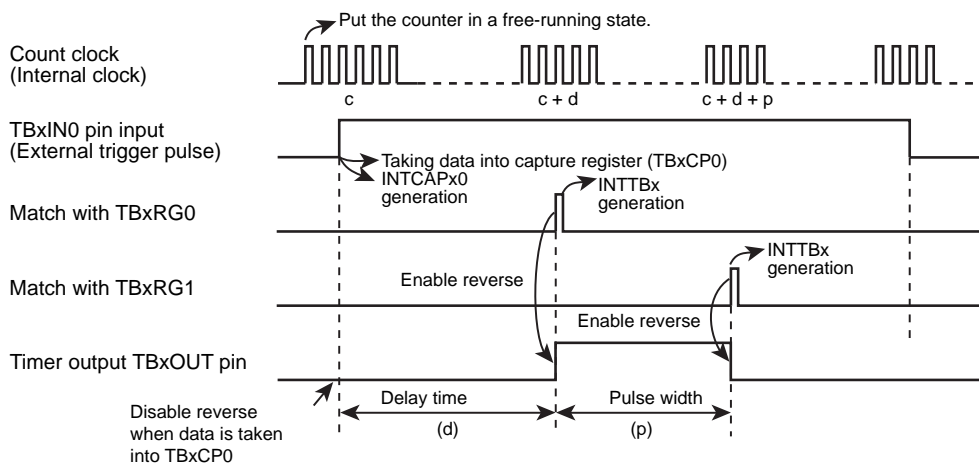 Put the counter in a free-running state.
Count clock
(Internal clock)
c
c + d
c + d + p
TBxIN0 pin input
(External trigger pulse)
Taking data into capture register (TBxCP0)
INTCAPx0
generation
INTTBx
generation
Match with TBxRG0
INTTBx
generation
Enable reverse
Match with TBxRG1
Enable reverse
Timer output TBxOUT pin
Disable reverse
when data is taken
into TBxCP0
Delay time
(d)
Pulse width
(p)